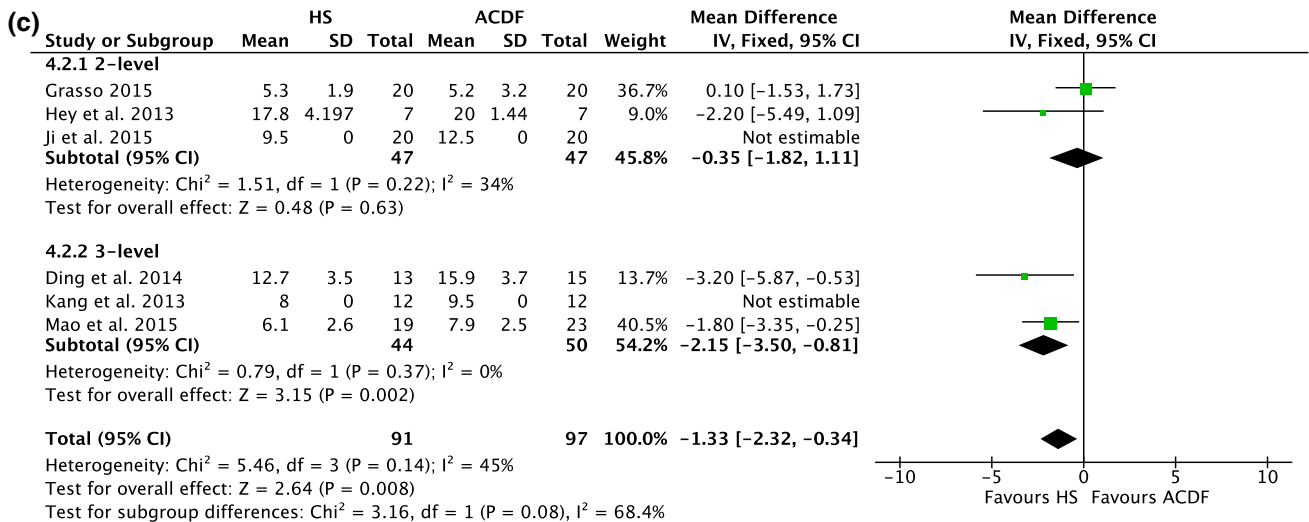 (c) HS ACDF Mean Difference Mean Difference
Study or Subgroup Mean SD Total Mean SD Total Weight IV, Fixed, 95% CI IV, Fixed, 95% CI
4.2.1 2-level
Grasso 2015 5.3 1.9 20 5.2 3.2 20 36.7% 0.10 [-1.53, 1.73]
Hey et al. 2013 17.8 4.197 7 20 1.44 7 9.0% -2.20 [-5.49, 1.09]
Ji et al. 2015 9.5 0 20 12.5 0 20 Not estimable
Subtotal (95% CI) 47 47 45.8% -0.35 [-1.82, 1.11]
Heterogeneity: Chi² = 1.51, df = 1 (P = 0.22); I² = 34%
Test for overall effect: Z = 0.48 (P = 0.63)
4.2.2 3-level
Ding et al. 2014 12.7 3.5 13 15.9 3.7 15 13.7% -3.20 [-5.87, -0.53]
Kang et al. 2013 8 0 12 9.5 0 12 Not estimable
Mao et al. 2015 6.1 2.6 19 7.9 2.5 23 40.5% -1.80 [-3.35, -0.25]
Subtotal (95% CI) 44 50 54.2% -2.15 [-3.50, -0.81]
Heterogeneity: Chi² = 0.79, df = 1 (P = 0.37); I² = 0%
Test for overall effect: Z = 3.15 (P = 0.002)
Total (95% CI) 91 97 100.0% -1.33 [-2.32, -0.34]
Heterogeneity: Chi² = 5.46, df = 3 (P = 0.14); I² = 45%
Test for overall effect: Z = 2.64 (P = 0.008)
Test for subgroup differences: Chi² = 3.16, df = 1 (P = 0.08), I² = 68.4%
-10 -5 0 5 10
Favours HS Favours ACDF